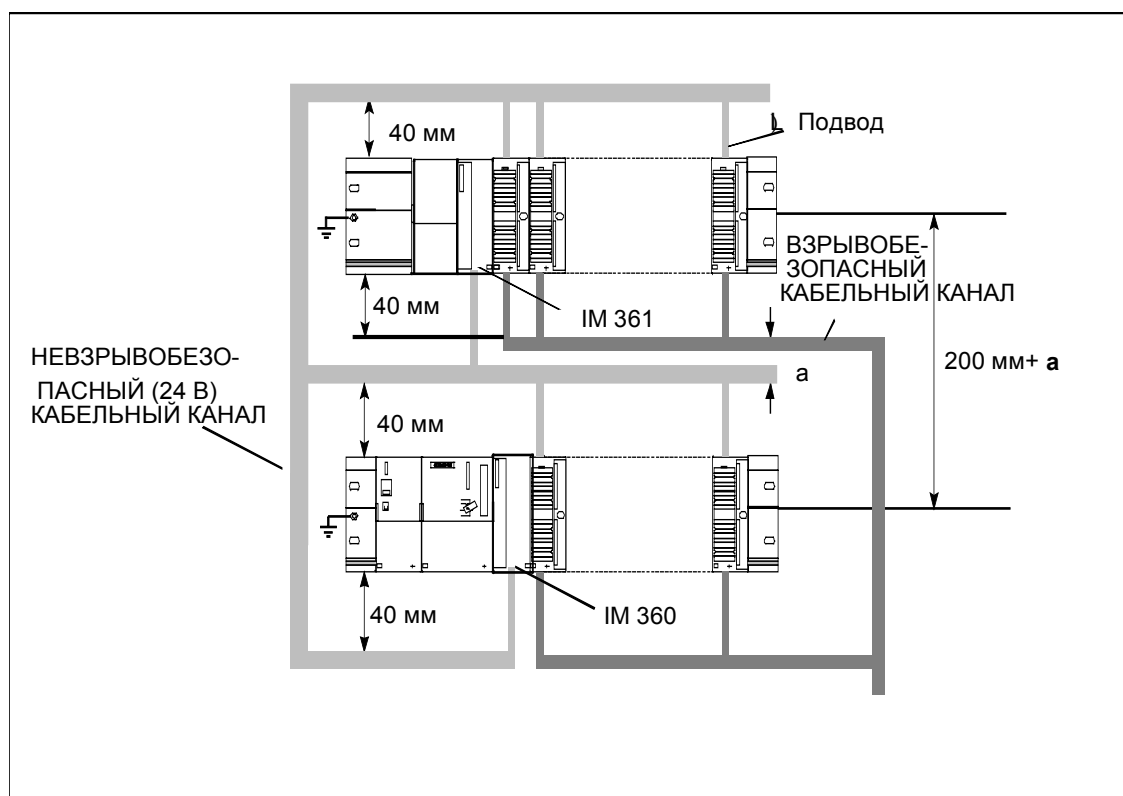 40 мм
L Подвод
ВЗРЫВОБЕ-
ЗОПАСНЫЙ
КАБЕЛЬНЫЙ КАНАЛ
40 мм
IM 361
НЕВЗРЫВОБЕЗО-
ПАСНЫЙ (24 В)
КАБЕЛЬНЫЙ КАНАЛ
a
200 мм+ a
40 мм
40 мм
IM 360